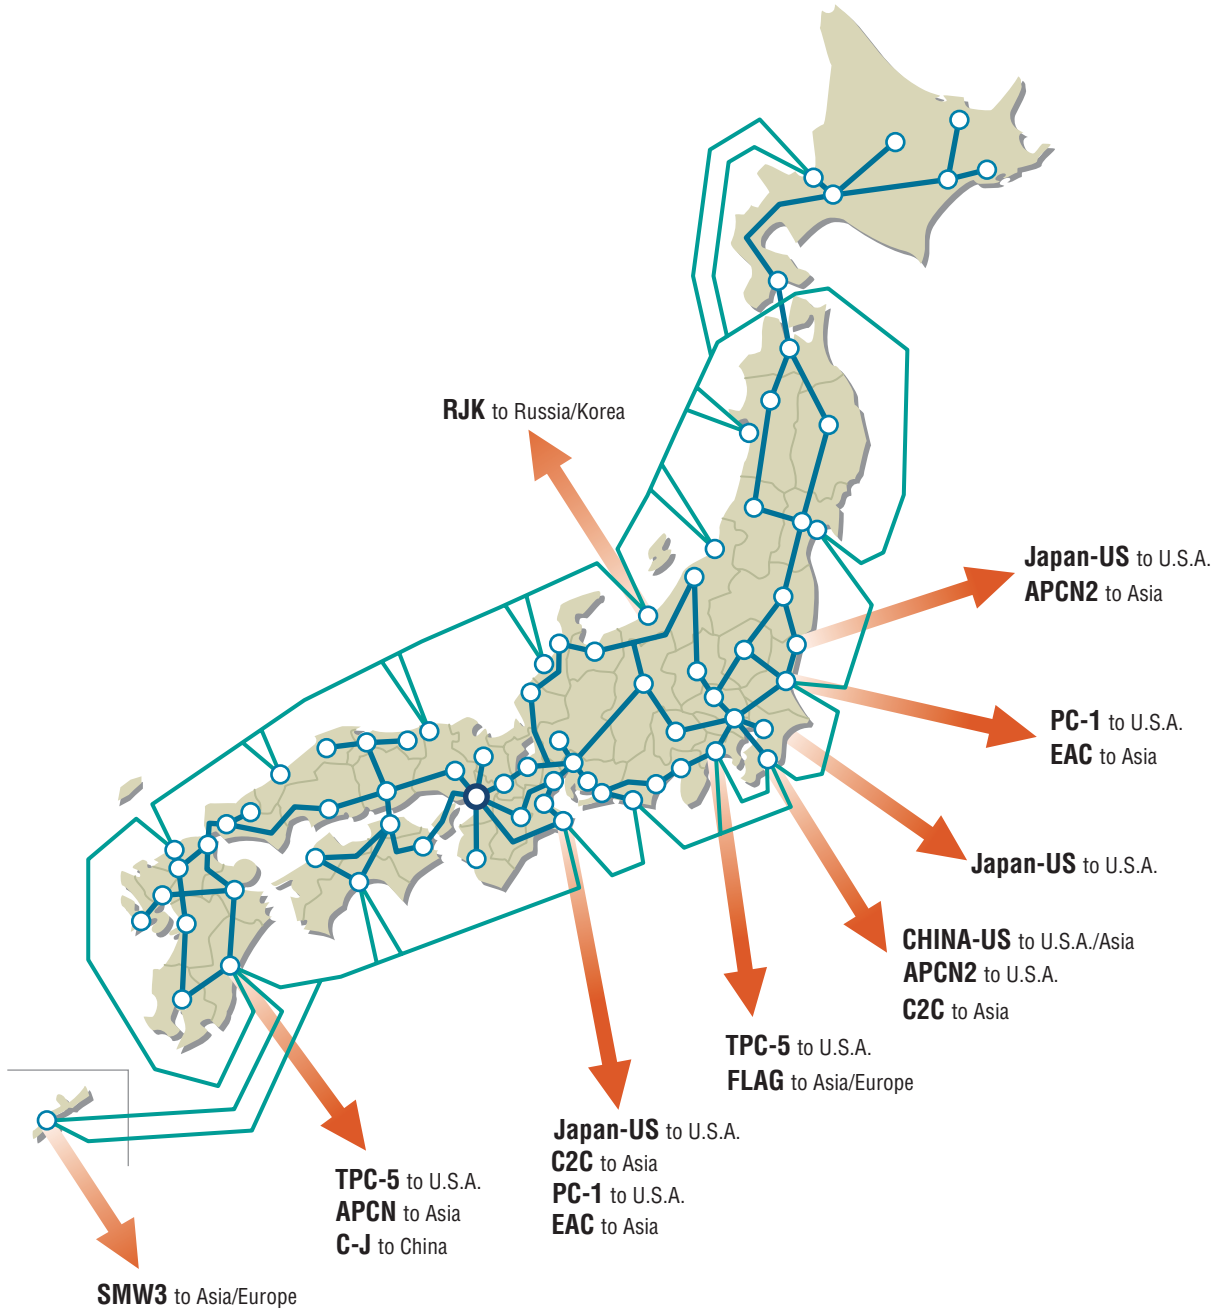 RJK to Russia/Korea
Japan-US to U.S.A.
APCN2 to Asia
PC-1 to U.S.A.
EAC to Asia
Japan-US to U.S.A.
CHINA-US to U.S.A./Asia
APCN2 to U.S.A.
C2C to Asia
TPC-5 to U.S.A.
FLAG to Asia/Europe
Japan-US to U.S.A.
C2C to Asia
PC-1 to U.S.A.
EAC to Asia
TPC-5 to U.S.A.
APCN to Asia
C-J to China
SMW3 to Asia/Europe